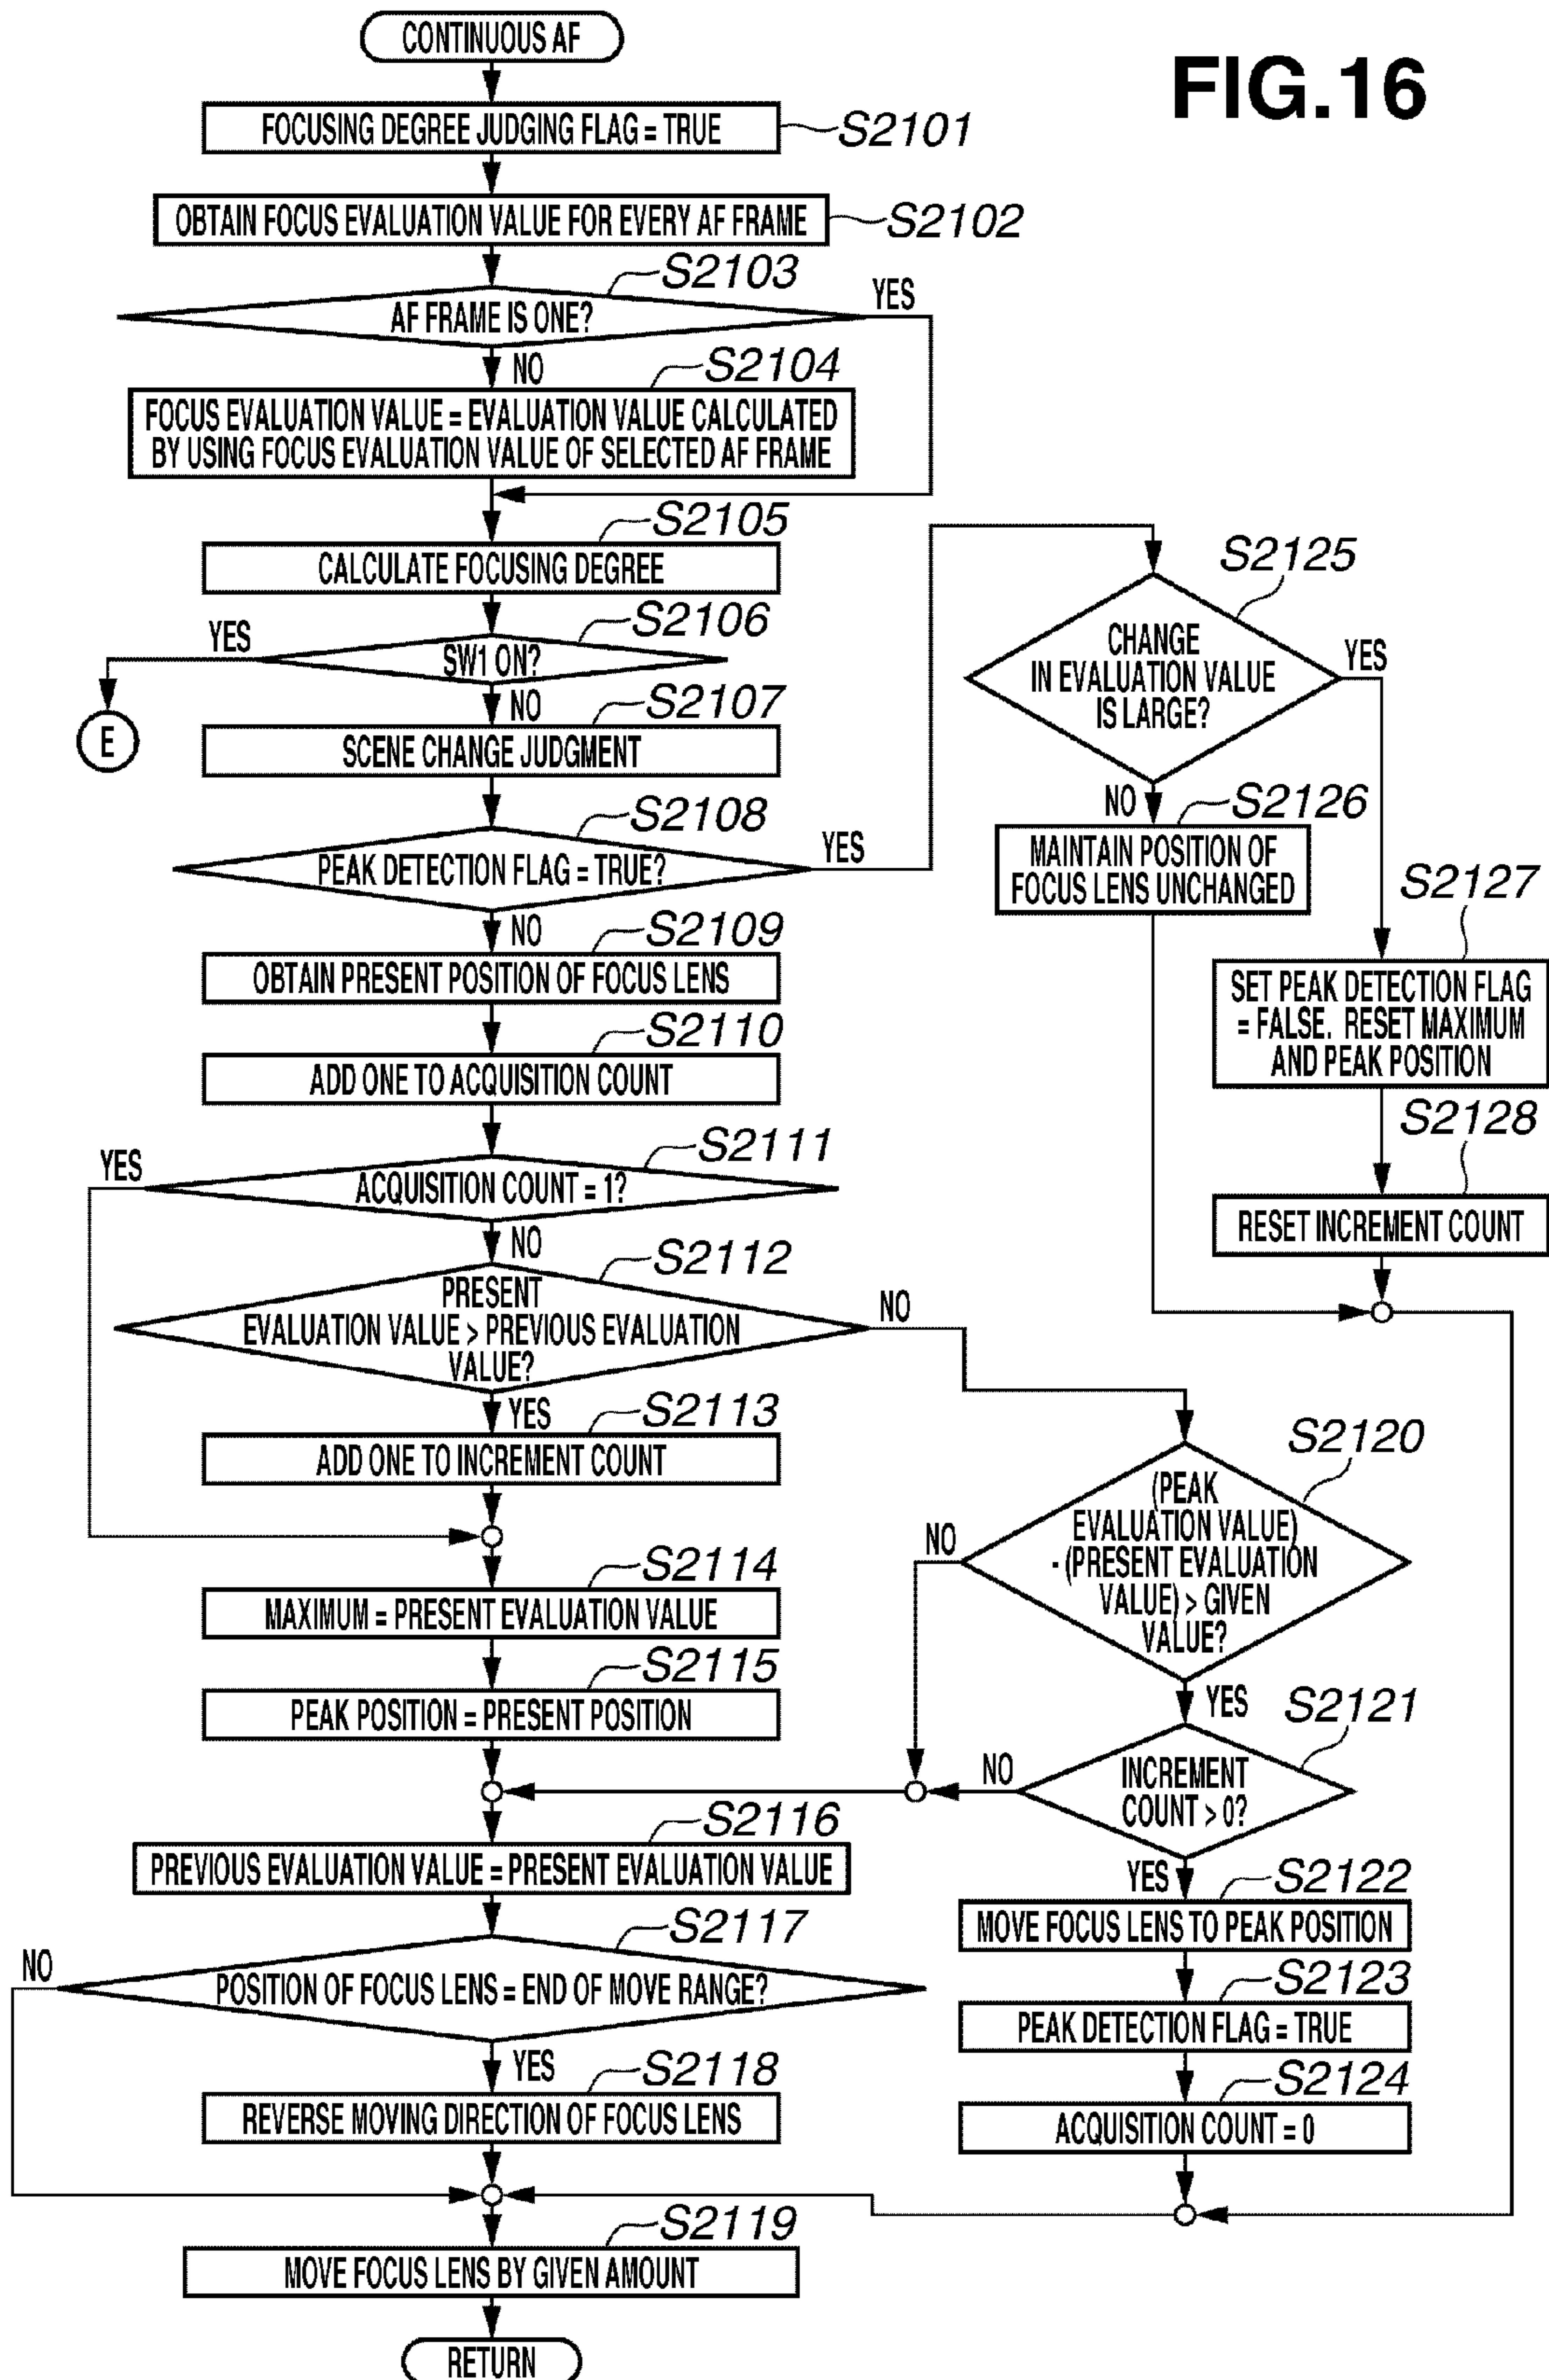 FIG.16
CONTINUOUS AF
FOCUSING DEGREE JUDGING FLAG = TRUE
S2101
OBTAIN FOCUS EVALUATION VALUE FOR EVERY AF FRAME
S2102
S2103
AF FRAME IS ONE?
YES
NO
S2104
FOCUS EVALUATION VALUE = EVALUATION VALUE CALCULATED
BY USING FOCUS EVALUATION VALUE OF SELECTED AF FRAME
S2105
CALCULATE FOCUSING DEGREE
S2106
YES
SW1 ON?
E
NO
S2107
SCENE CHANGE JUDGMENT
S2108
PEAK DETECTION FLAG = TRUE?
YES
NO
S2109
OBTAIN PRESENT POSITION OF FOCUS LENS
S2110
ADD ONE TO ACQUISITION COUNT
S2111
YES
ACQUISITION COUNT = 1?
NO
S2112
PRESENT
EVALUATION VALUE > PREVIOUS EVALUATION
VALUE?
NO
YES
S2113
ADD ONE TO INCREMENT COUNT
S2114
MAXIMUM = PRESENT EVALUATION VALUE
S2115
PEAK POSITION = PRESENT POSITION
S2116
PREVIOUS EVALUATION VALUE = PRESENT EVALUATION VALUE
S2117
NO
POSITION OF FOCUS LENS = END OF MOVE RANGE?
YES
S2118
REVERSE MOVING DIRECTION OF FOCUS LENS
S2119
MOVE FOCUS LENS BY GIVEN AMOUNT
RETURN
S2125
CHANGE
IN EVALUATION VALUE
IS LARGE?
YES
NO
S2126
MAINTAIN POSITION OF
FOCUS LENS UNCHANGED
S2127
SET PEAK DETECTION FLAG
= FALSE. RESET MAXIMUM
AND PEAK POSITION
S2128
RESET INCREMENT COUNT
S2120
(PEAK
EVALUATION VALUE)
- (PRESENT EVALUATION
VALUE) > GIVEN
VALUE?
NO
YES
S2121
INCREMENT
COUNT > 0?
NO
YES
S2122
MOVE FOCUS LENS TO PEAK POSITION
S2123
PEAK DETECTION FLAG = TRUE
S2124
ACQUISITION COUNT = 0